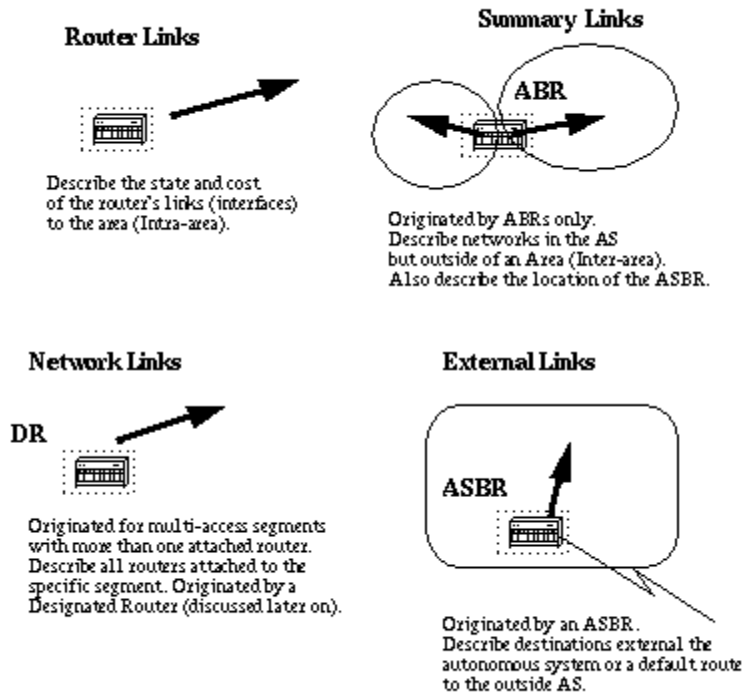 Router Links
Describe the state and cost
of the router's links (interfaces)
to the area (Intra-area).
Summary Links
ABR
Originated by ABRs only.
Describe networks in the AS
but outside of an Area (Inter-area).
Also describe the location of the ASBR.
Network Links
DR
Originated for multi-access segments
with more than one attached router.
Describe all routers attached to the
specific segment. Originated by a
Designated Router (discussed later on).
External Links
ASBR
Originated by an ASBR.
Describe destinations external the
autonomous system or a default route
to the outside AS.